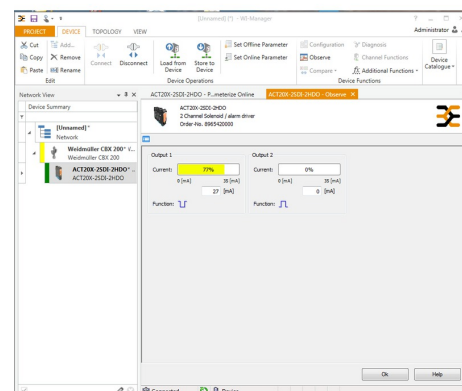 [Unnamed] (*) - WI-Manager
PROJECT DEVICE TOPOLOGY VIEW Administrator
Cut Add...
Copy Remove
Paste Rename
Connect Disconnect
Load from Device Store to Device
Set Offline Parameter
Set Online Parameter
Configuration Diagnosis
Observe Channel Functions
Compare Additional Functions
Device Catalogue
Edit Device Operations Device Functions
Network View
Device Summary
[Unnamed]*
Network
Weidmüller CBX 200* V...
Weidmüller CBX 200
ACT20X-2SDI-2HDO* ..
ACT20X-2SDI-2HDO
ACT20X-2SDI-2HDO - P...meterize Online ACT20X-2SDI-2HDO - Observe
ACT20X-2SDI-2HDO
2 Channel Solenoid / alarm driver
Order-No. 8965420000
Output 1 Output 2
Current: 77% Current: 0%
0 [mA] 35 [mA] 0 [mA] 35 [mA]
27 [mA] 0 [mA]
Function: Function:
Ok Help
Connected Device